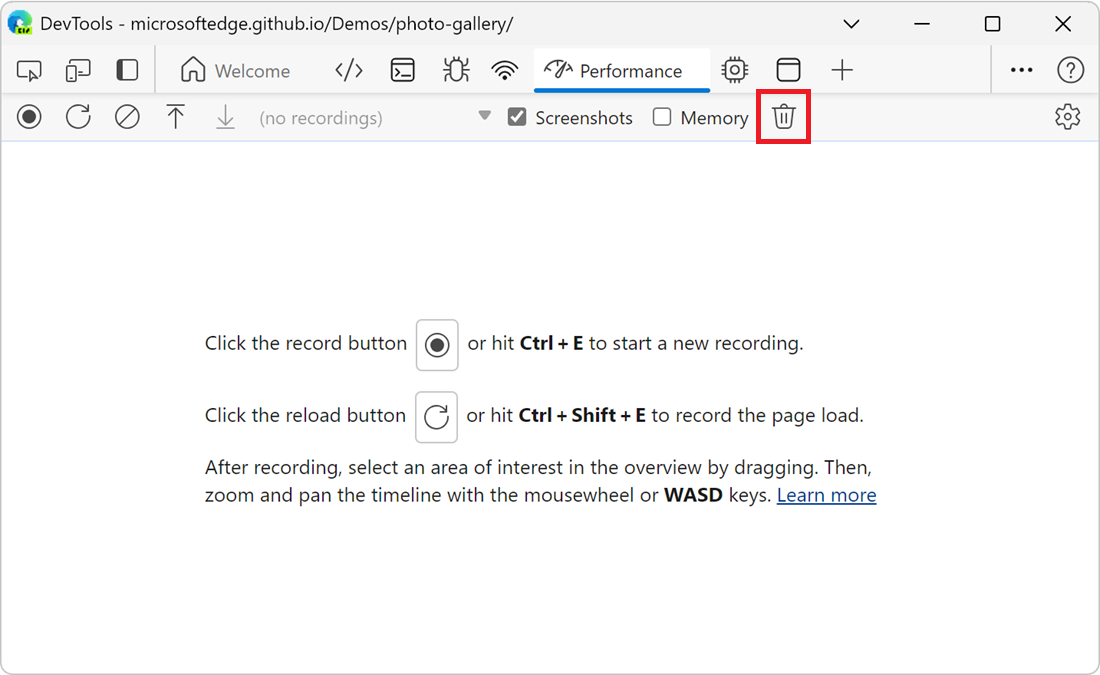 DevTools - microsoftedge.github.io/Demos/photo-gallery/
Welcome
Performance
(no recordings)
Screenshots
Memory
Click the record button or hit Ctrl + E to start a new recording.
Click the reload button or hit Ctrl + Shift + E to record the page load.
After recording, select an area of interest in the overview by dragging. Then,
zoom and pan the timeline with the mousewheel or WASD keys. Learn more